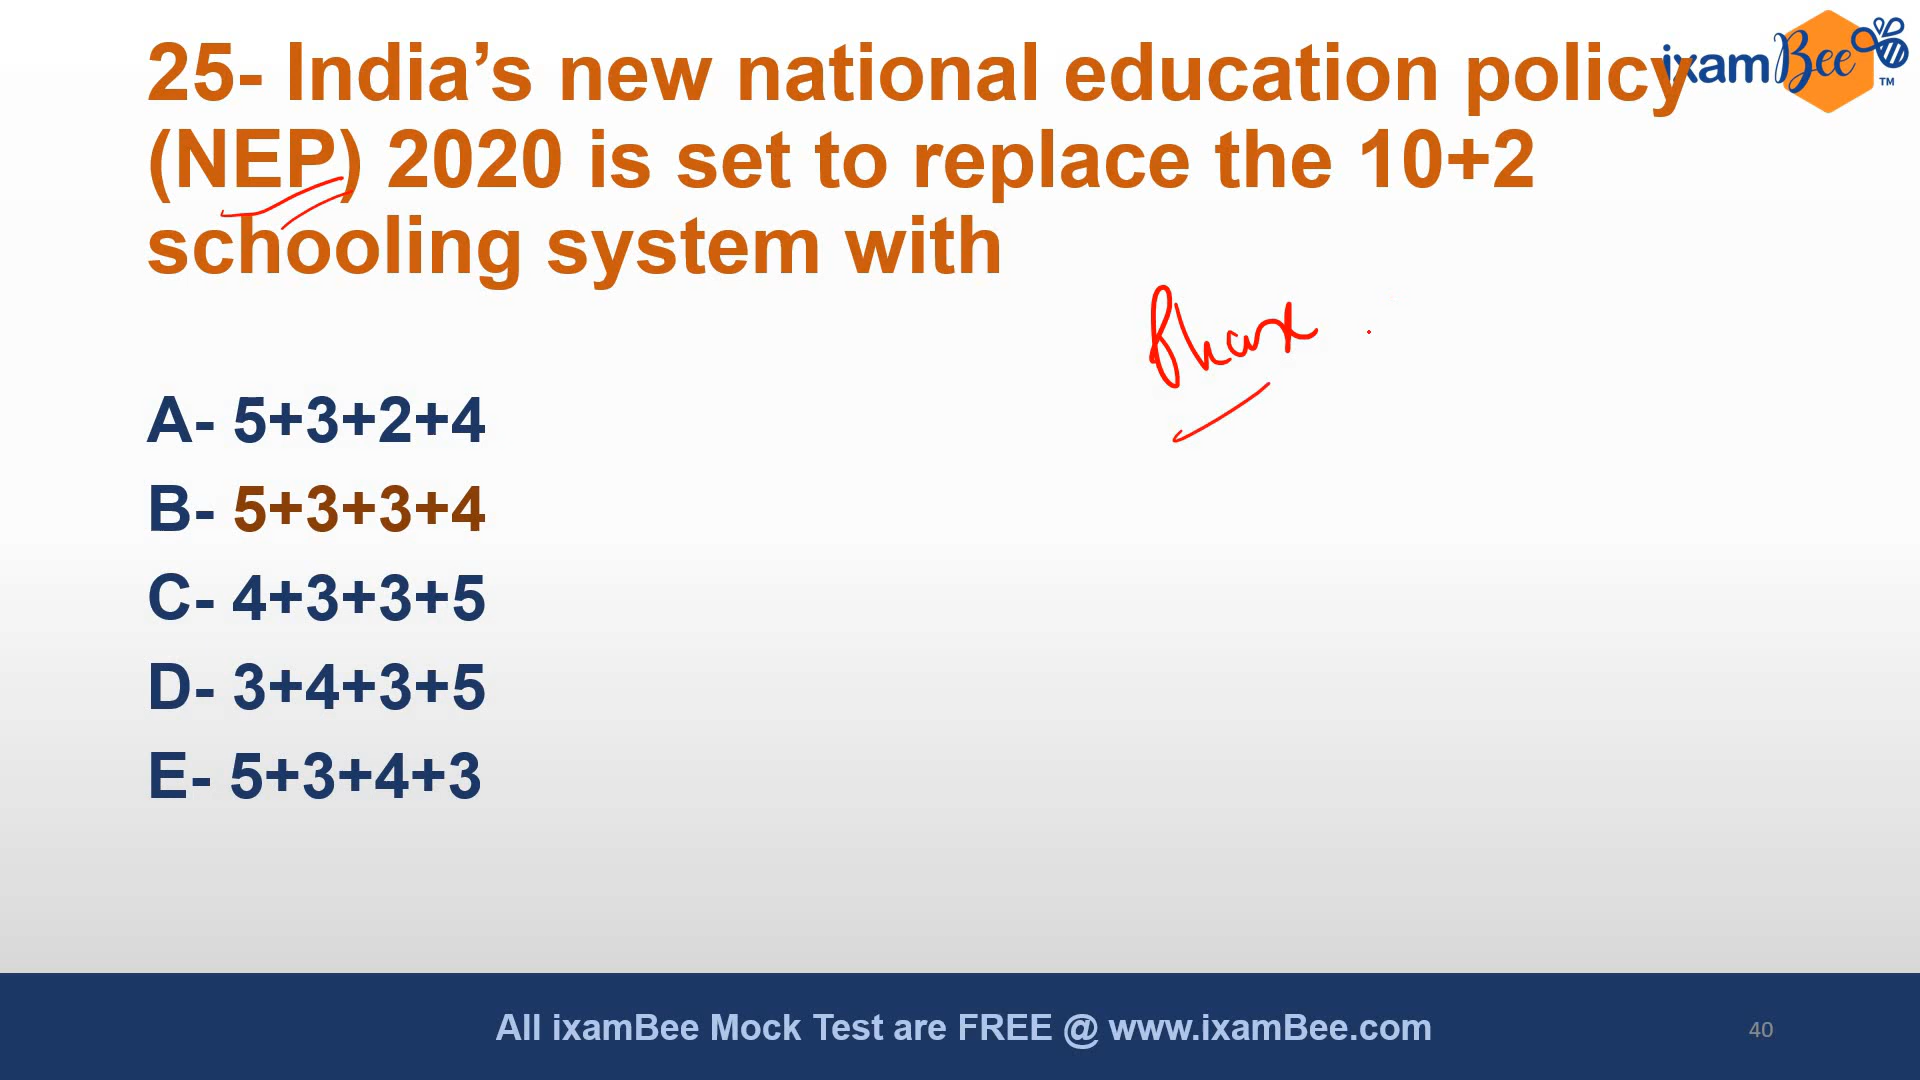 25- India’s new national education policy
(NEP) 2020 is set to replace the 10+2
schooling system with
ixamBee™
A- 5+3+2+4
B- 5+3+3+4
C- 4+3+3+5
D- 3+4+3+5
E- 5+3+4+3
All ixamBee Mock Test are FREE @ www.ixamBee.com
40